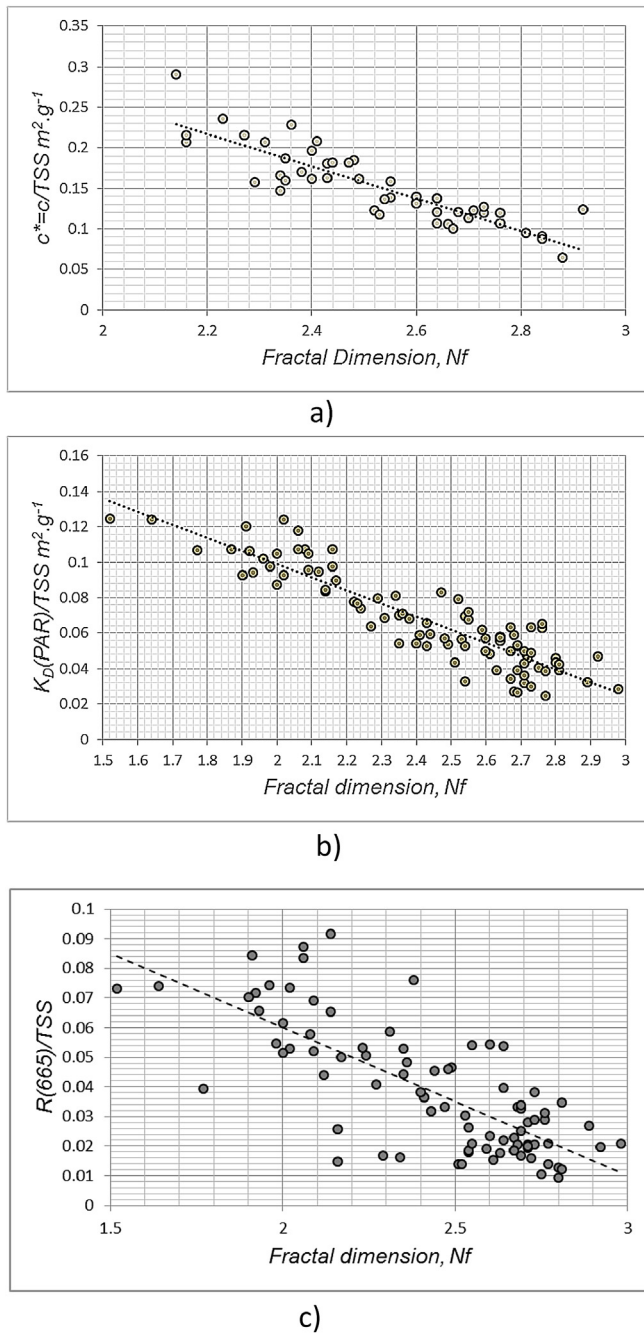 0.35
0.3
0.25
0.2
0.15
0.1
0.05
0
c*=c/TSS m².g⁻¹
2 2.2 2.4 2.6 2.8 3
Fractal Dimension, Nf
a)
0.16
0.14
0.12
0.1
0.08
0.06
0.04
0.02
0
K_D(PAR)/TSS m².g⁻¹
1.5 1.6 1.7 1.8 1.9 2 2.1 2.2 2.3 2.4 2.5 2.6 2.7 2.8 2.9 3
Fractal dimension, Nf
b)
0.1
0.09
0.08
0.07
0.06
0.05
0.04
0.03
0.02
0.01
0
R(665)/TSS
1.5 2 2.5 3
Fractal dimension, Nf
c)